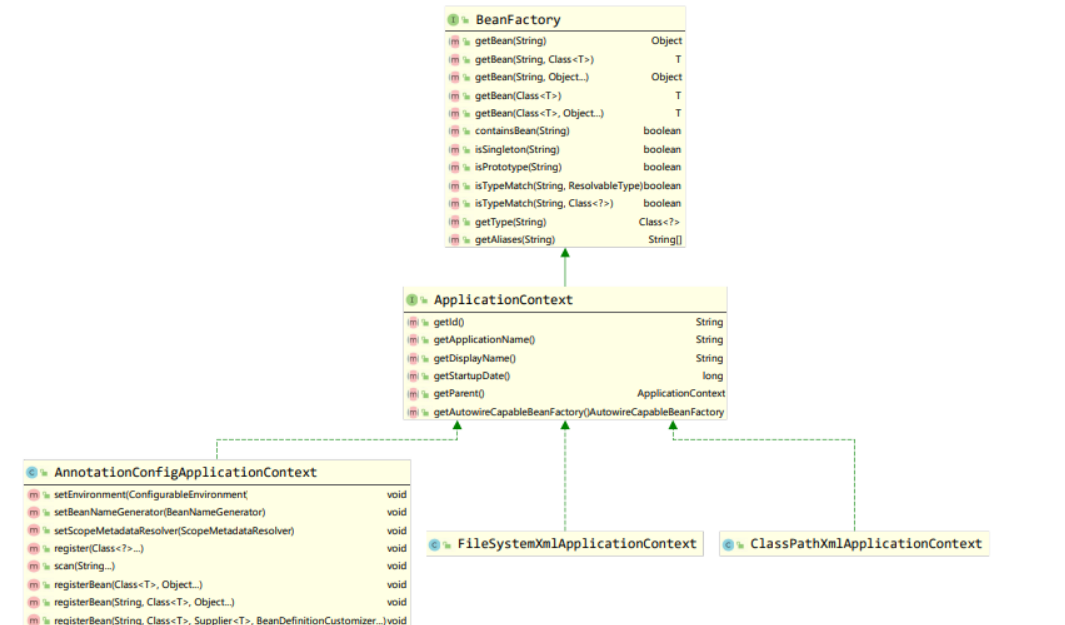 BeanFactory
getBean(String) Object
getBean(String, Class<T>) T
getBean(String, Object...) Object
getBean(Class<T>) T
getBean(Class<T>, Object...) T
containsBean(String) boolean
isSingleton(String) boolean
isPrototype(String) boolean
isTypeMatch(String, ResolvableType) boolean
isTypeMatch(String, Class<?>) boolean
getType(String) Class<?>
getAliases(String) String[]
ApplicationContext
getId() String
getApplicationName() String
getDisplayName() String
getStartupDate() long
getParent() ApplicationContext
getAutowireCapableBeanFactory() AutowireCapableBeanFactory
AnnotationConfigApplicationContext
setEnvironment(ConfigurableEnvironment void
setBeanNameGenerator(BeanNameGenerator) void
setScopeMetadataResolver(ScopeMetadataResolver) void
register(Class<?>...) void
scan(String...) void
registerBean(Class<T>, Object...) void
registerBean(String, Class<T>, Object...) void
registerBean(String, Class<T>, Supplier<T>, BeanDefinitionCustomizer...) void
FileSystemXmlApplicationContext
ClassPathXmlApplicationContext